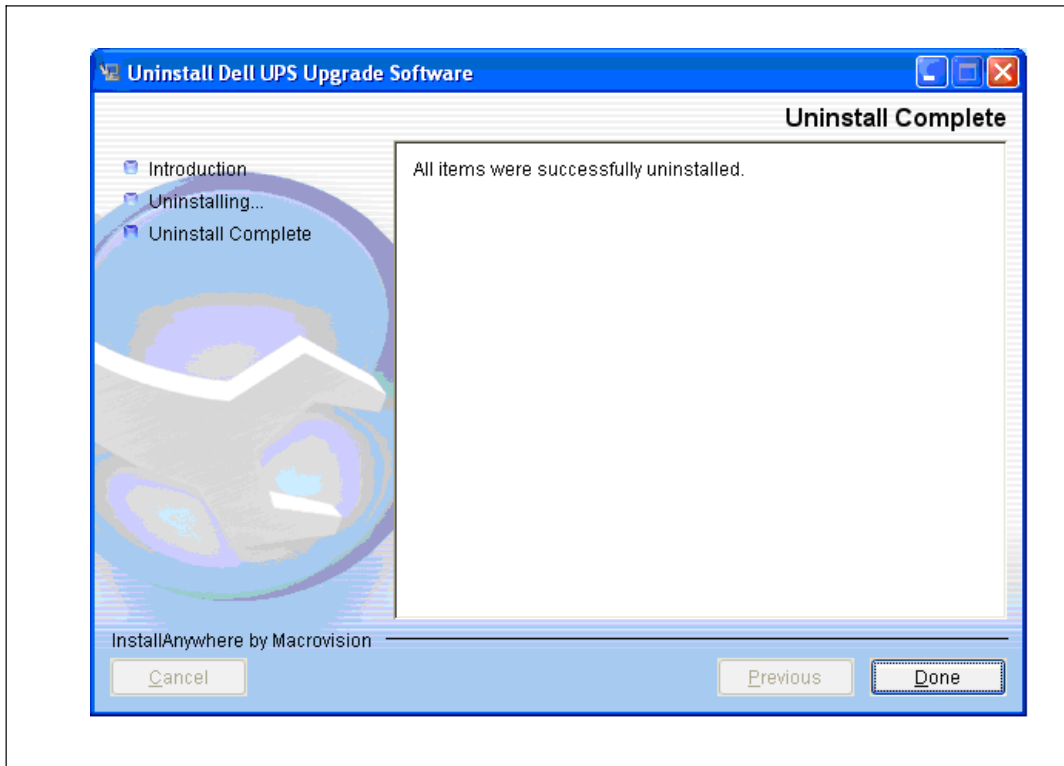 Uninstall Dell UPS Upgrade Software
Uninstall Complete
Introduction
Uninstalling...
Uninstall Complete
All items were successfully uninstalled.
InstallAnywhere by Macrovision
Cancel
Previous
Done